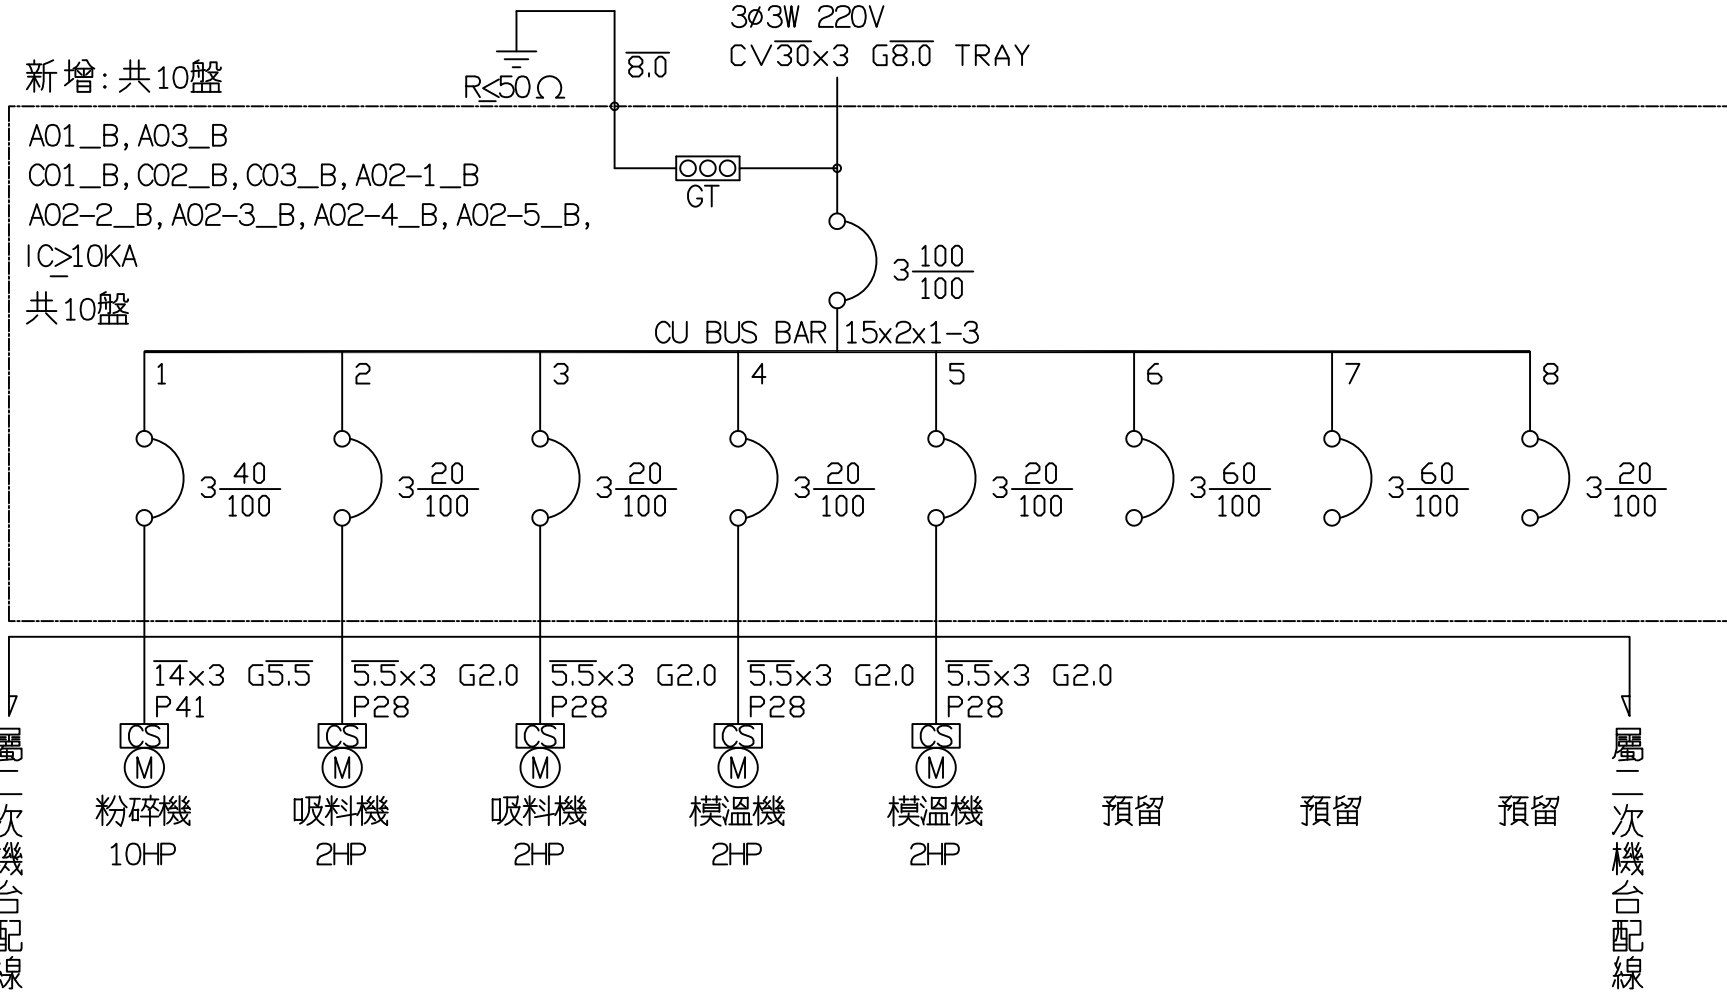 3ø3W 220V
CV30x3 G8.0 TRAY
8.0
R≤50Ω
新增:共10盤
A01_B, A03_B
C01_B, C02_B, C03_B, A02-1_B
A02-2_B, A02-3_B, A02-4_B, A02-5_B,
IC≥10KA
共10盤
GT
3 100/100
CU BUS BAR 15x2x1-3
1 2 3 4 5 6 7 8
3 40/100 3 20/100 3 20/100 3 20/100 3 20/100 3 60/100 3 60/100 3 20/100
14x3 G5.5 5.5x3 G2.0 5.5x3 G2.0 5.5x3 G2.0 5.5x3 G2.0
P41 P28 P28 P28 P28
CS CS CS CS CS
M M M M M
粉碎機 吸料機 吸料機 模溫機 模溫機 預留 預留 預留
10HP 2HP 2HP 2HP 2HP
屬二次機台配線
屬二次機台配線